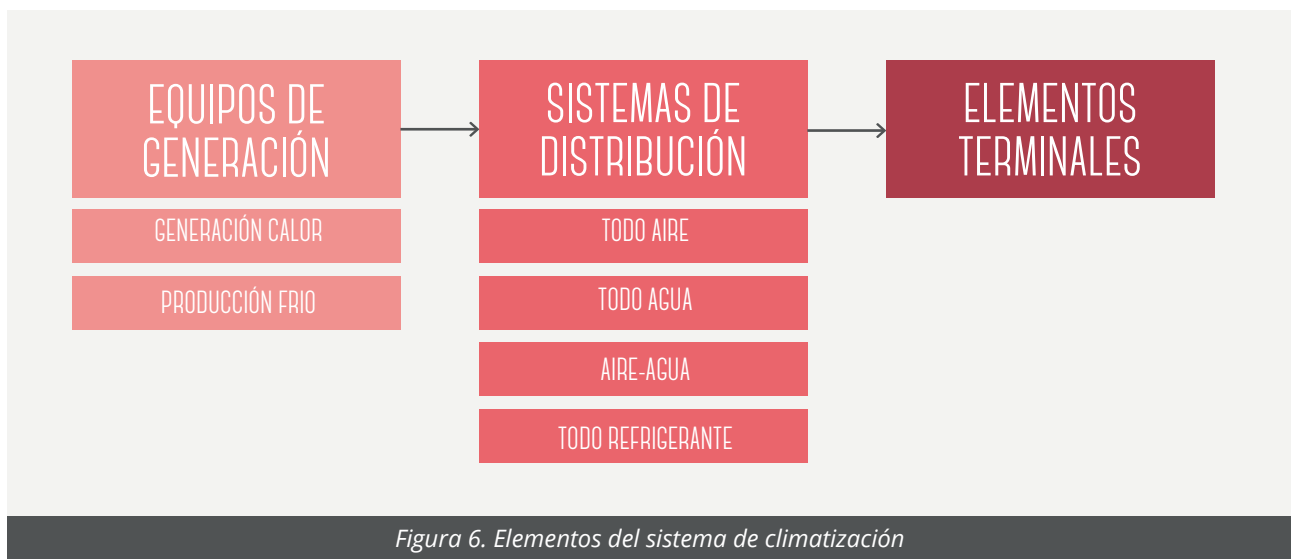 EQUIPOS DE
GENERACIÓN
GENERACIÓN CALOR
PRODUCCIÓN FRIO
SISTEMAS DE
DISTRIBUCIÓN
TODO AIRE
TODO AGUA
AIRE-AGUA
TODO REFRIGERANTE
ELEMENTOS
TERMINALES
Figura 6. Elementos del sistema de climatización